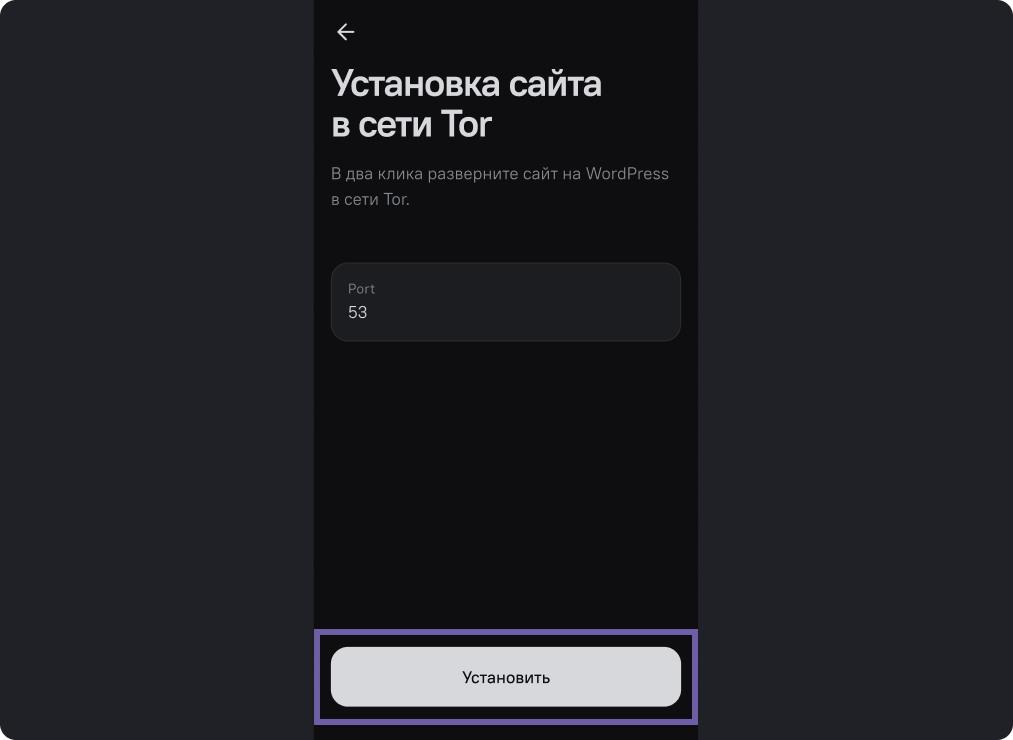 Установка сайта
в сети Tor
В два клика разверните сайт на WordPress
в сети Tor.
Port
53
Установить